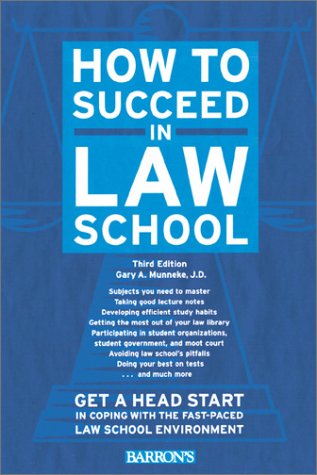 HOW TO
SUCCEED
IN
LAW
SCHOOL
Third Edition
Gary A. Munneke, J.D.
Subjects you need to master
Taking good lecture notes
Developing efficient study habits
Getting the most out of your law library
Participating in student organizations,
student government, and moot court
Avoiding law school's pitfalls
Doing your best on tests
. . . and much more
GET A HEAD START
IN COPING WITH THE FAST-PACED
LAW SCHOOL ENVIRONMENT
BARRON'S